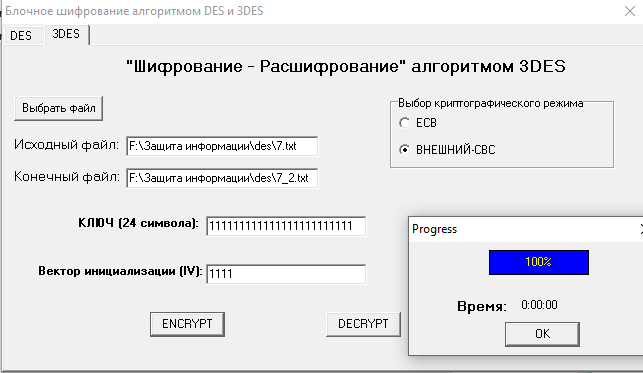 Блочное шифрование алгоритмом DES и 3DES
DES 3DES
"Шифрование - Расшифрование" алгоритмом 3DES
Выбрать файл
Выбор криптографического режима
ECB
ВНЕШНИЙ-CBC
Исходный файл: F:\Защита информации\des\7.txt
Конечный файл: F:\Защита информации\des\7_2.txt
КЛЮЧ (24 символа): 111111111111111111111111
Вектор инициализации (IV): 1111
ENCRYPT DECRYPT
Progress
100%
Время: 0:00:00
OK